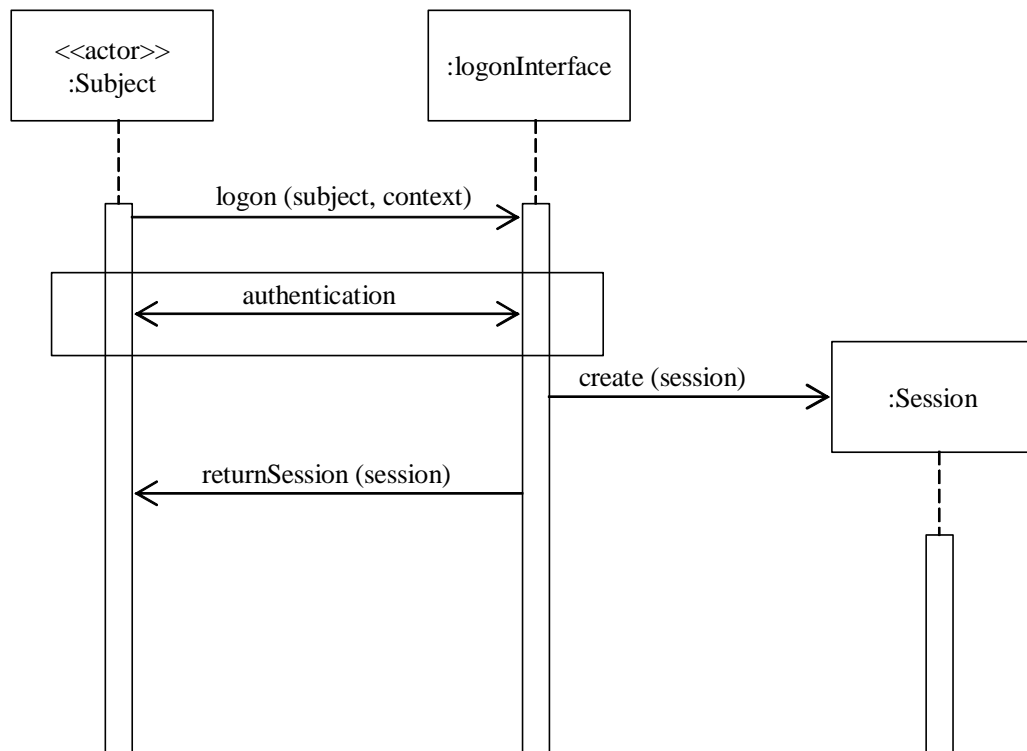 <<actor>>
:Subject
:logonInterface
logon (subject, context)
authentication
create (session)
:Session
returnSession (session)